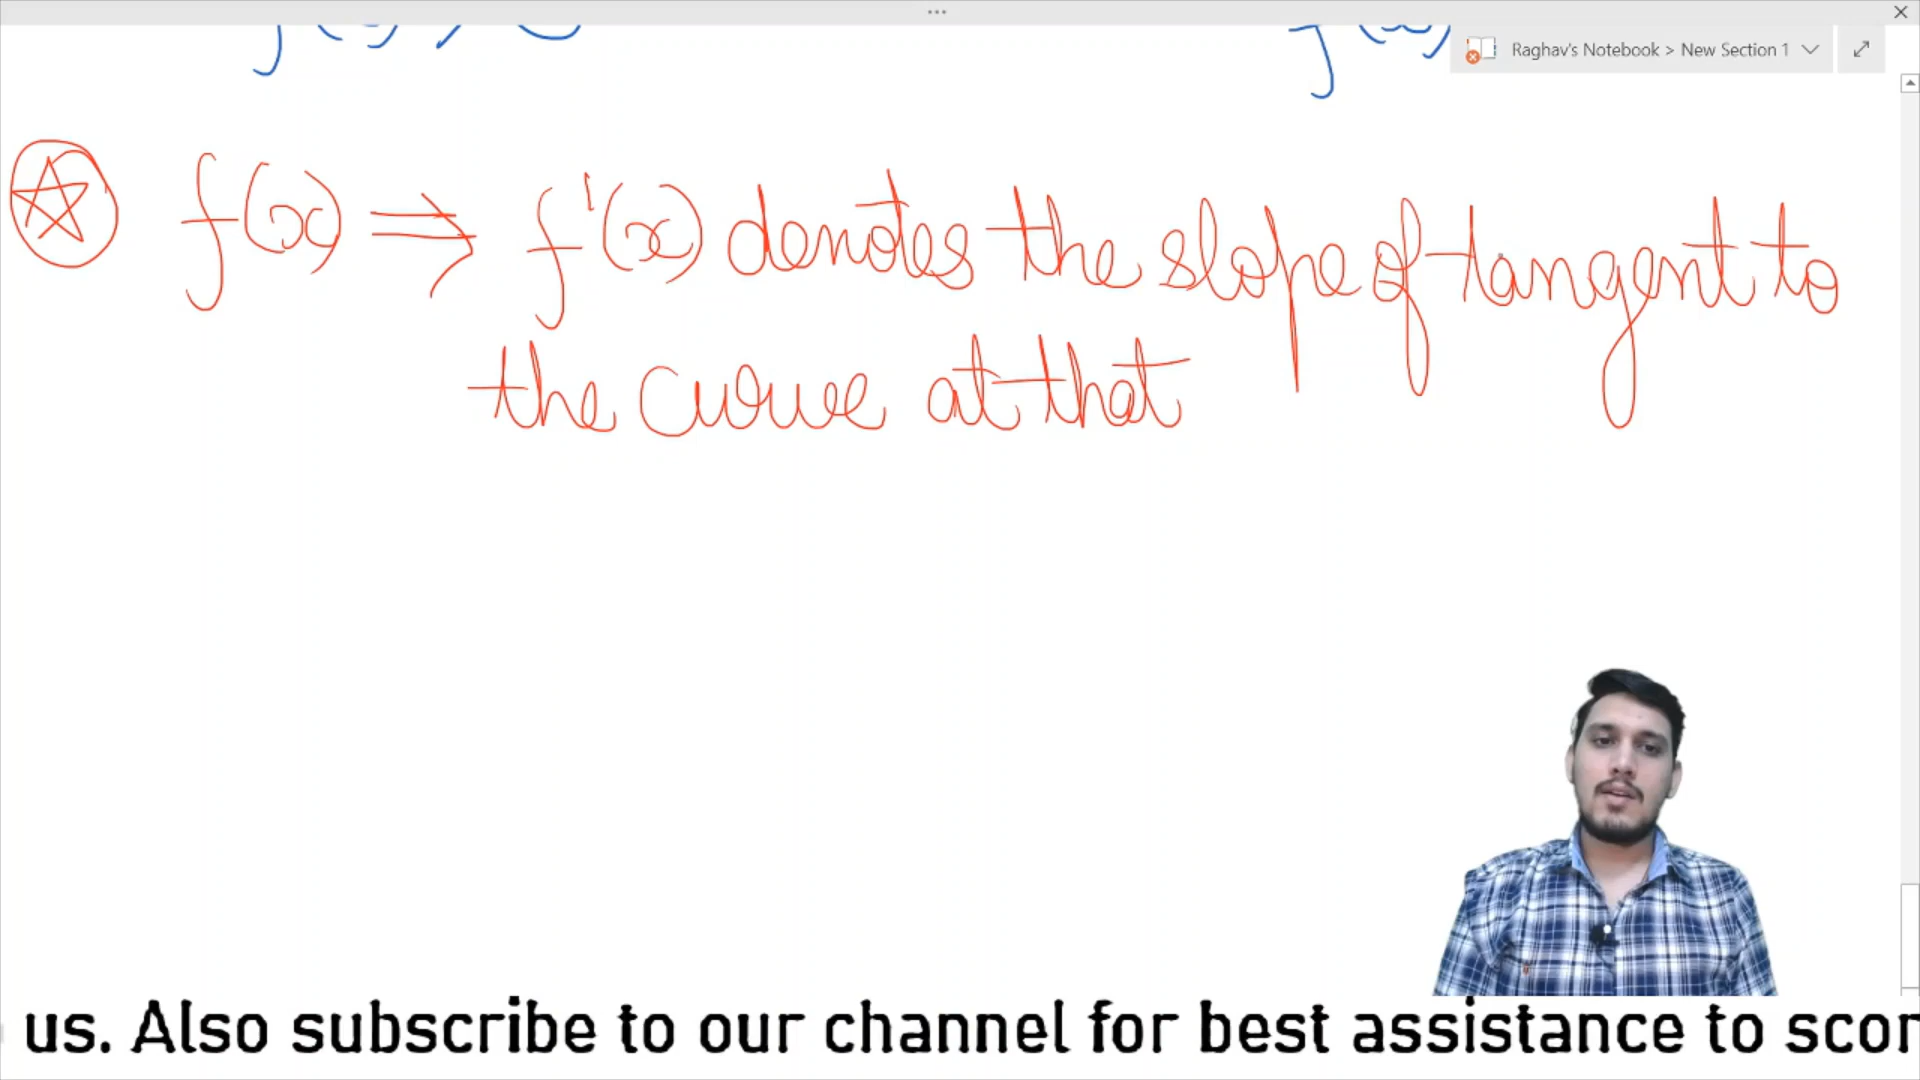 Raghav's Notebook > New Section 1
f(x) ⇒ f'(x) denotes the slope of tangent to
the curve at that
us. Also subscribe to our channel for best assistance to scor